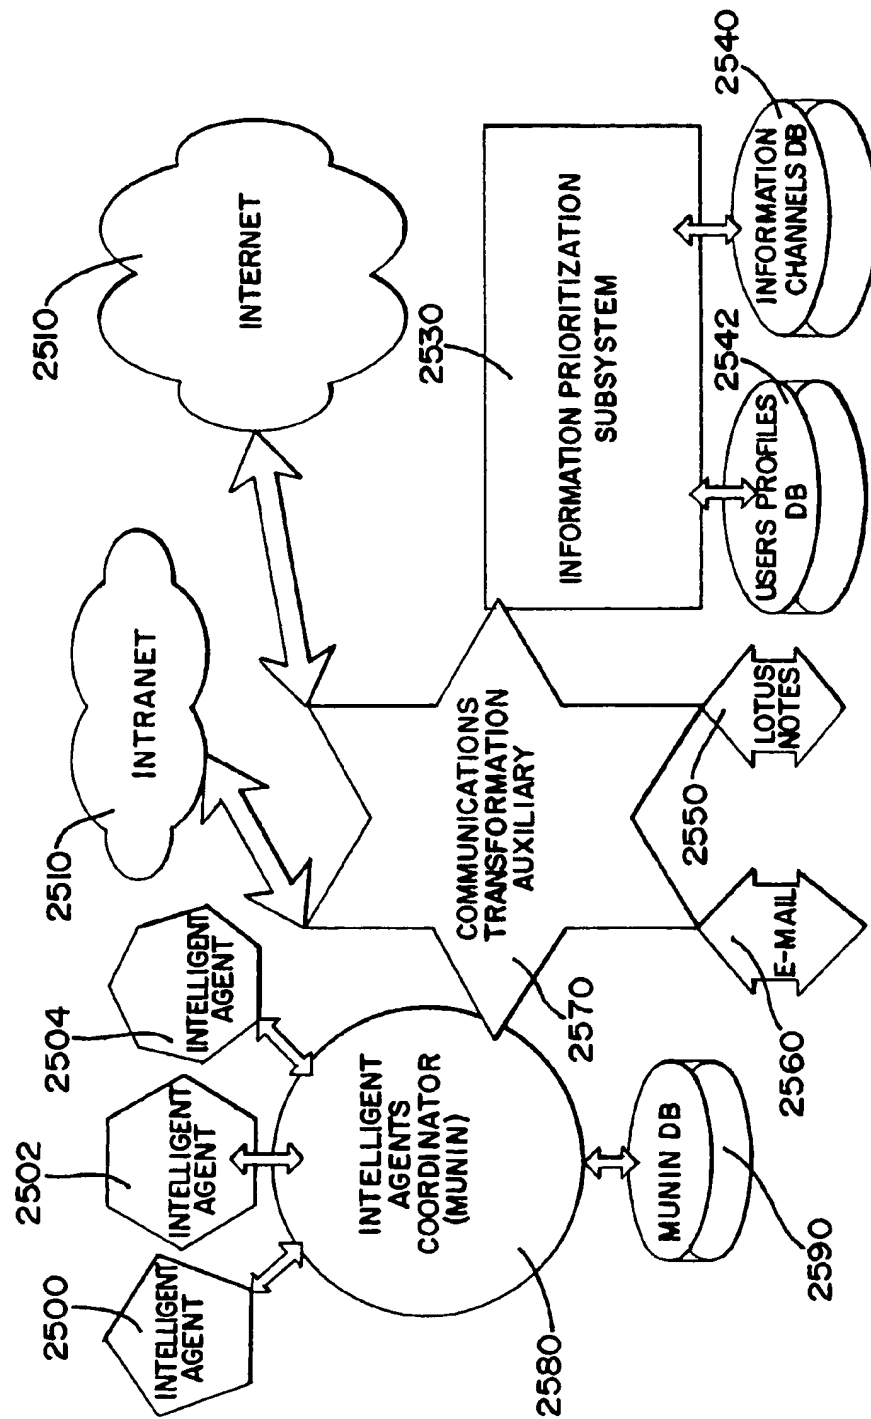 2500
INTELLIGENT
AGENT
2502
INTELLIGENT
AGENT
2504
INTELLIGENT
AGENT
2510
INTRANET
2510
INTERNET
INTELLIGENT
AGENTS
COORDINATOR
(MUNIN)
2580
COMMUNICATIONS
TRANSFORMATION
AUXILIARY
2570
2530
INFORMATION PRIORITIZATION
SUBSYSTEM
MUNIN DB
2590
E-MAIL
2560
LOTUS
NOTES
2550
USERS PROFILES
DB
2542
INFORMATION
CHANNELS DB
2540